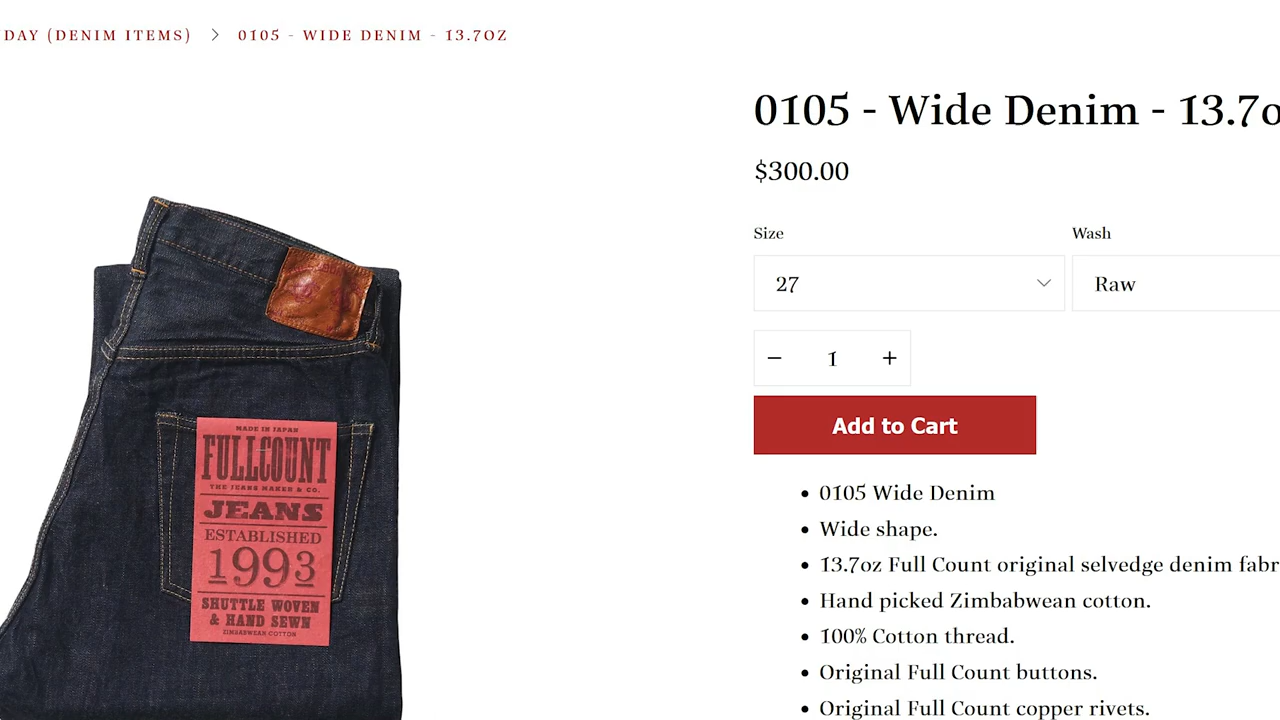 DAY (DENIM ITEMS) > 0105 - WIDE DENIM - 13.7OZ
0105 - Wide Denim - 13.7o
$300.00
Size
Wash
27
Raw
− 1 +
Add to Cart
• 0105 Wide Denim
• Wide shape.
• 13.7oz Full Count original selvedge denim fabr
• Hand picked Zimbabwean cotton.
• 100% Cotton thread.
• Original Full Count buttons.
• Original Full Count copper rivets.
MADE IN JAPAN
FULLCOUNT
THE JEANS MAKER & CO.
JEANS
ESTABLISHED
1993
SHUTTLE WOVEN
& HAND SEWN
ZIMBABWEAN COTTON